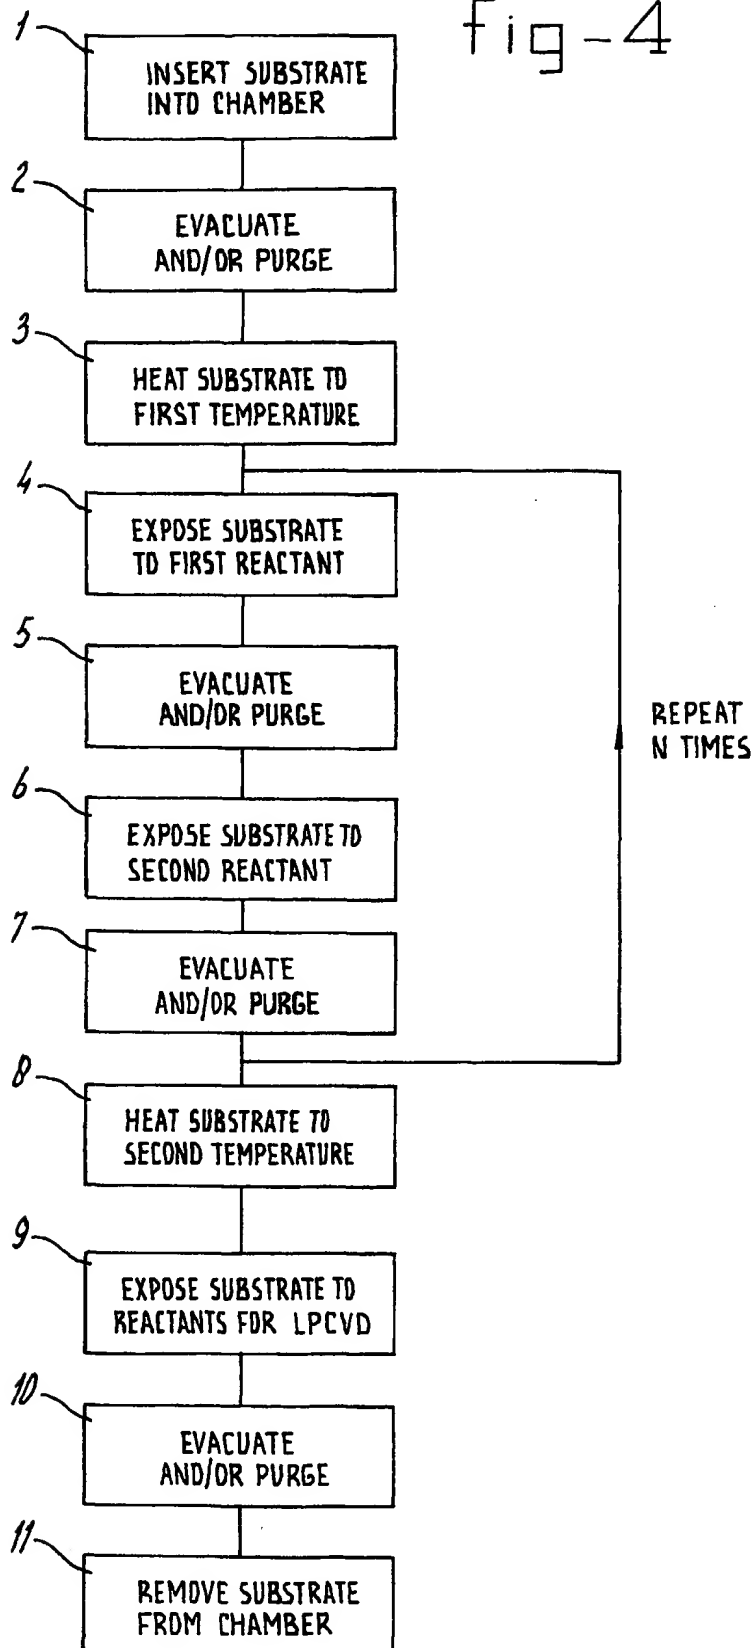 fig-4
1
INSERT SUBSTRATE
INTO CHAMBER
2
EVACUATE
AND/OR PURGE
3
HEAT SUBSTRATE TO
FIRST TEMPERATURE
4
EXPOSE SUBSTRATE
TO FIRST REACTANT
5
EVACUATE
AND/OR PURGE
REPEAT
N TIMES
6
EXPOSE SUBSTRATE TO
SECOND REACTANT
7
EVACUATE
AND/OR PURGE
8
HEAT SUBSTRATE TO
SECOND TEMPERATURE
9
EXPOSE SUBSTRATE TO
REACTANTS FOR LPCVD
10
EVACUATE
AND/OR PURGE
11
REMOVE SUBSTRATE
FROM CHAMBER